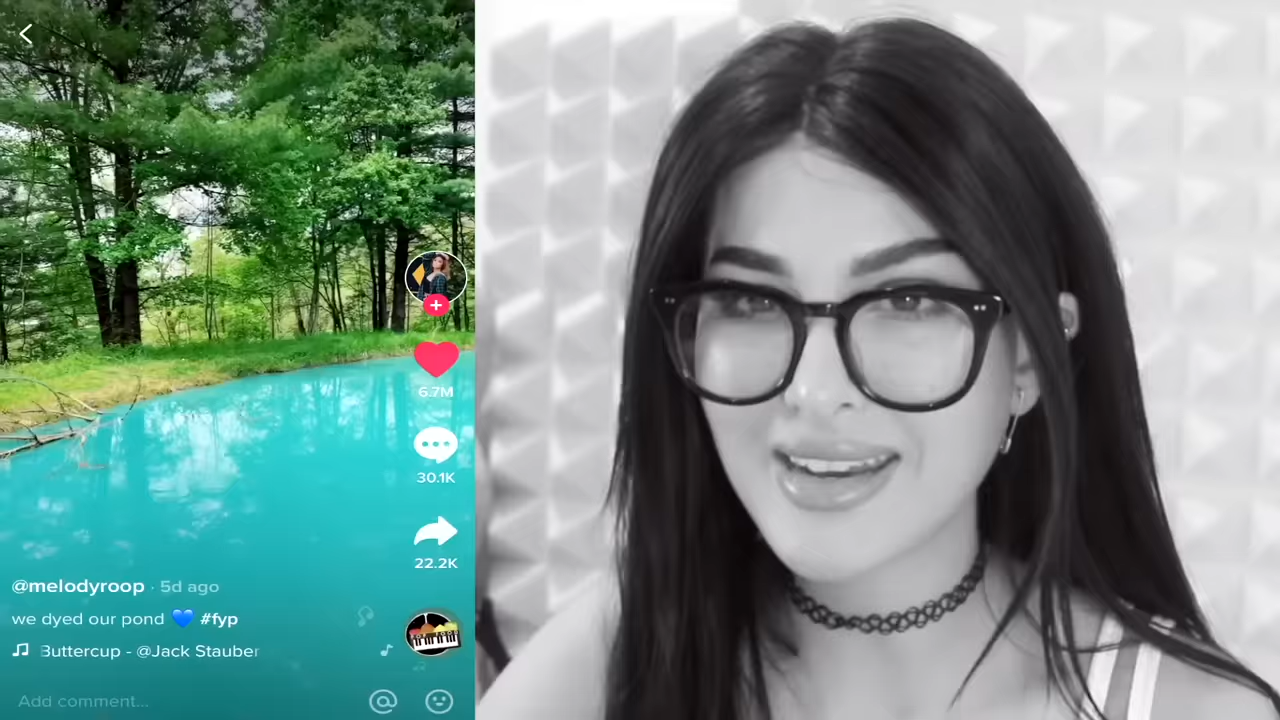 6.7M
30.1K
22.2K
@melodyroop · 5d ago
we dyed our pond 💙 #fyp
Buttercup - @Jack Stauber
Add comment...